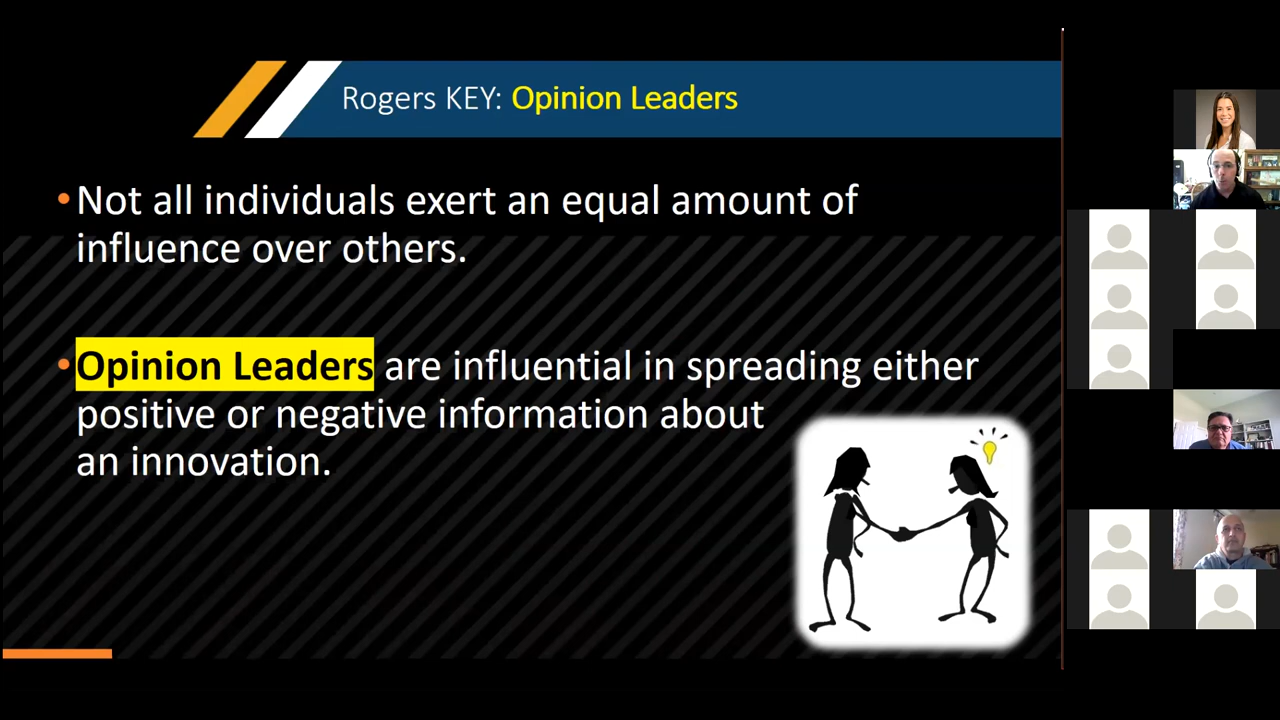 Rogers KEY: Opinion Leaders
•Not all individuals exert an equal amount of
influence over others.
•Opinion Leaders are influential in spreading either
positive or negative information about
an innovation.